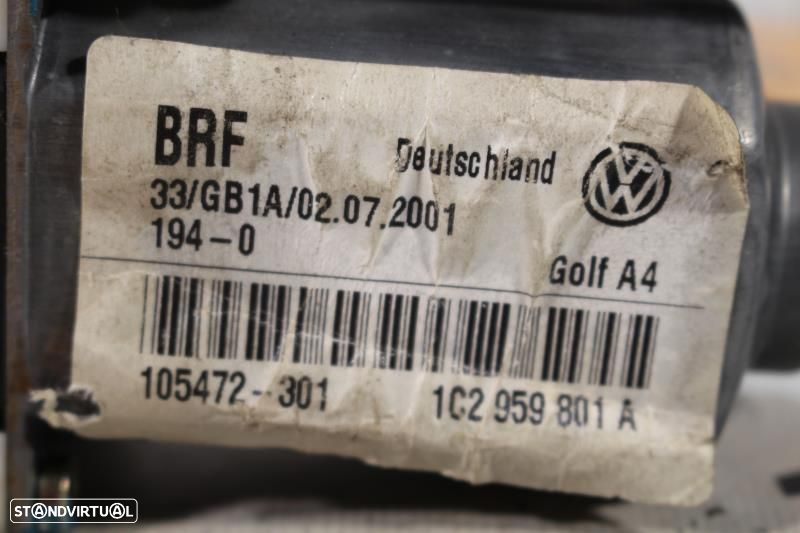 BRF
Deutschland
33/GB1A/02.07.2001
194-0
Golf A4
105472-301
1C2 959 801 A
STANDVIRTUAL